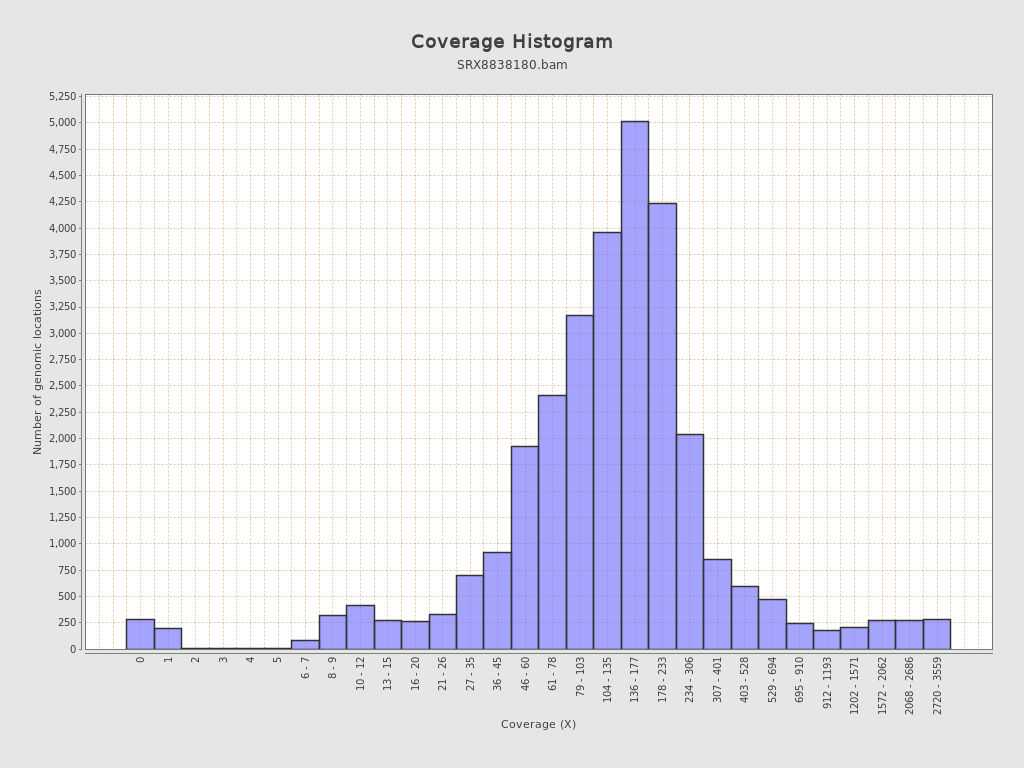 Coverage Histogram
SRX8838180.bam
Number of genomic locations
5,250
5,000
4,750
4,500
4,250
4,000
3,750
3,500
3,250
3,000
2,750
2,500
2,250
2,000
1,750
1,500
1,250
1,000
750
500
250
0
0
1
2
3
4
5
6 - 7
8 - 9
10 - 12
13 - 15
16 - 20
21 - 26
27 - 35
36 - 45
46 - 60
61 - 78
79 - 103
104 - 135
136 - 177
178 - 233
234 - 306
307 - 401
403 - 528
529 - 694
695 - 910
912 - 1193
1202 - 1571
1572 - 2062
2068 - 2686
2720 - 3559
Coverage (X)